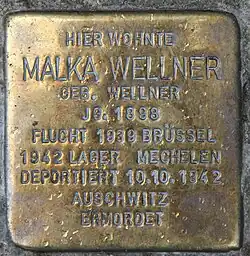 HIER WOHNTE
MALKA WELLNER
GEB. WELLNER
JG. 1898
FLUCHT 1939 BRÜSSEL
1942 LAGER MECHELEN
DEPORTIERT 10.10.1942
AUSCHWITZ
ERMORDET